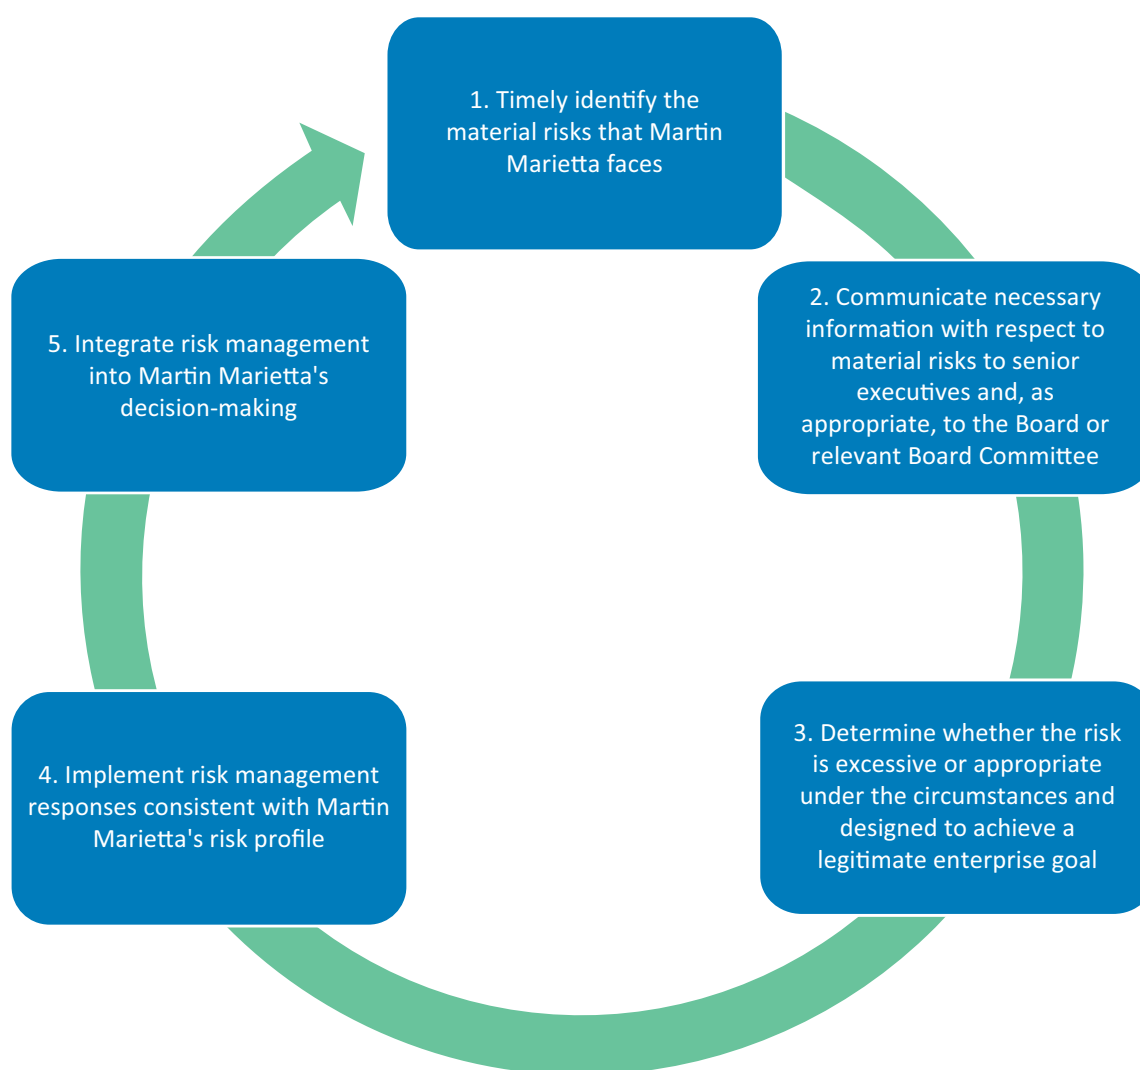 1. Timely identify the
material risks that Martin
Marietta faces
2. Communicate necessary
information with respect to
material risks to senior
executives and, as
appropriate, to the Board or
relevant Board Committee
3. Determine whether the risk
is excessive or appropriate
under the circumstances and
designed to achieve a
legitimate enterprise goal
4. Implement risk management
responses consistent with Martin
Marietta's risk profile
5. Integrate risk management
into Martin Marietta's
decision-making